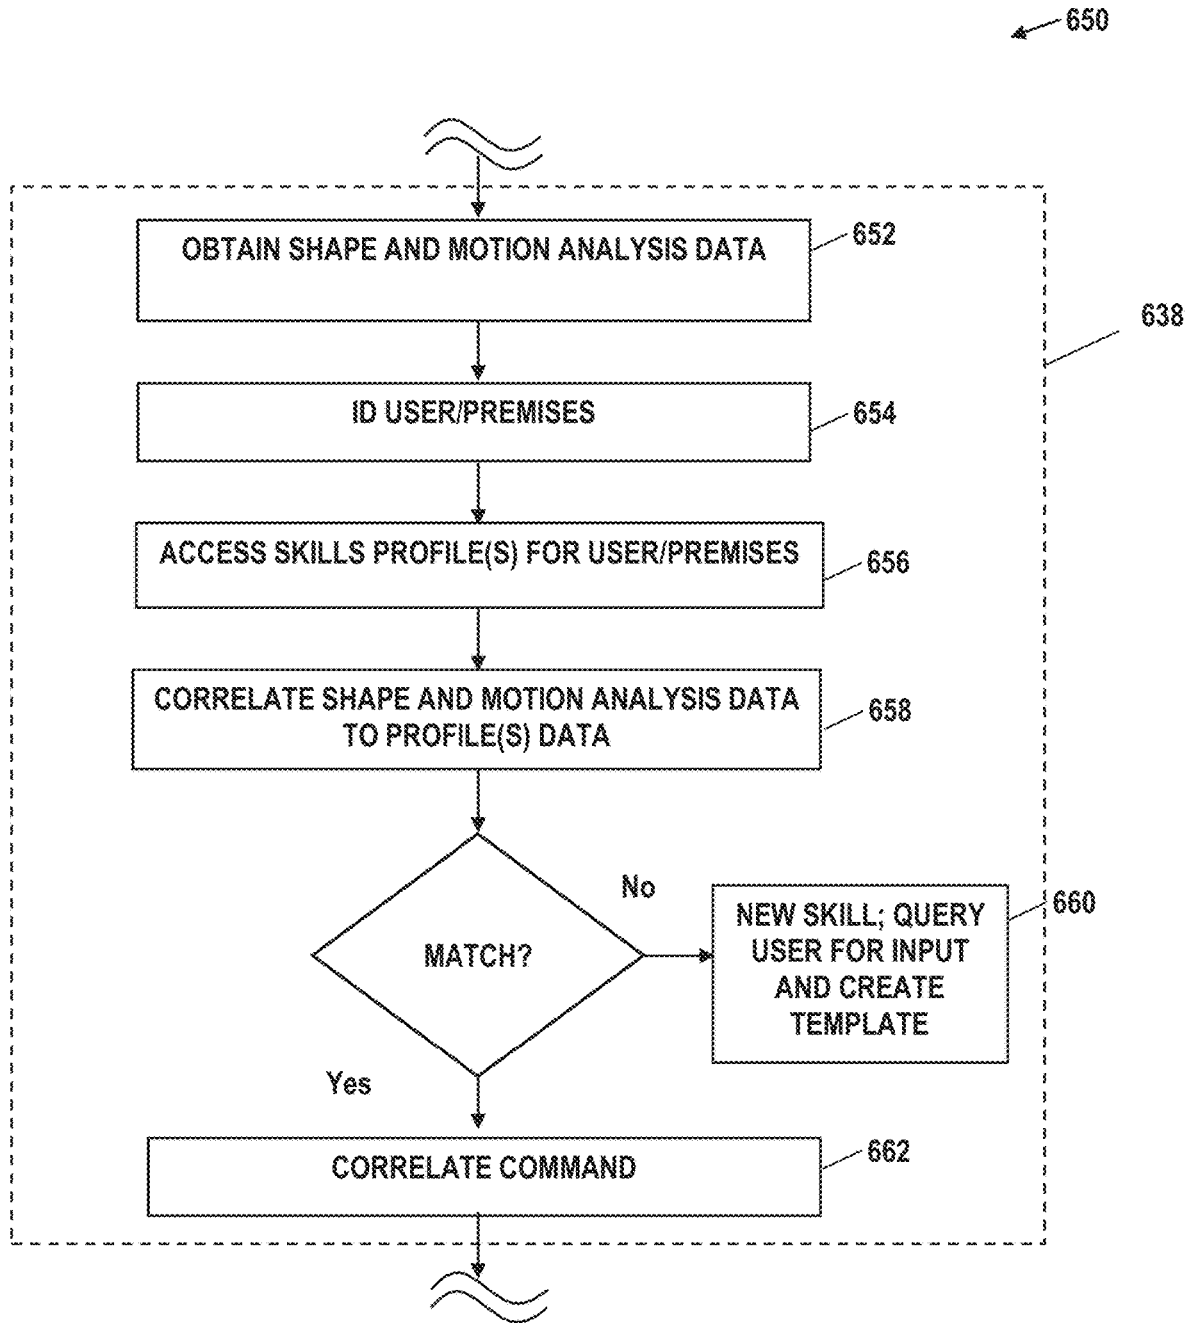 650
OBTAIN SHAPE AND MOTION ANALYSIS DATA
652
638
ID USER/PREMISES
654
ACCESS SKILLS PROFILE(S) FOR USER/PREMISES
656
CORRELATE SHAPE AND MOTION ANALYSIS DATA
TO PROFILE(S) DATA
658
MATCH?
No
NEW SKILL; QUERY
USER FOR INPUT
AND CREATE
TEMPLATE
660
Yes
CORRELATE COMMAND
662